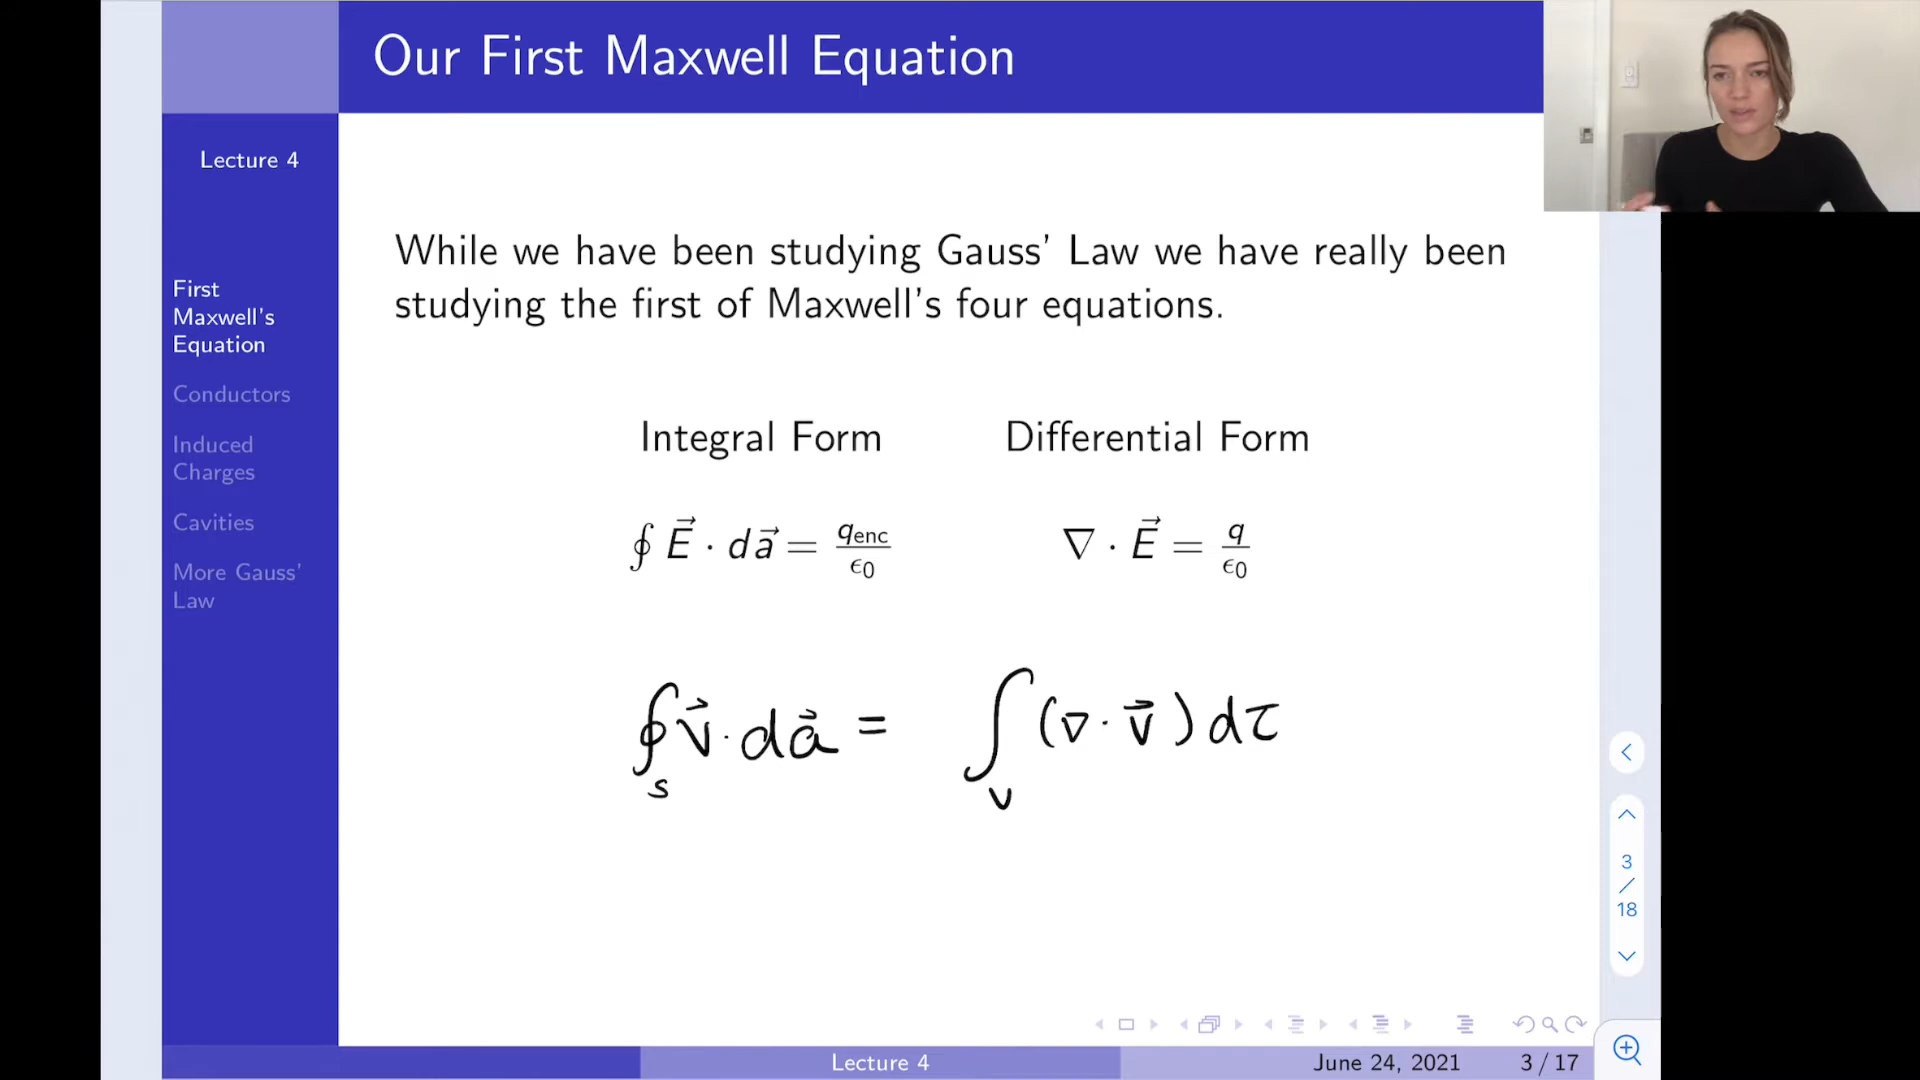 Our First Maxwell Equation
Lecture 4
First
Maxwell's
Equation
Conductors
Induced
Charges
Cavities
More Gauss'
Law
While we have been studying Gauss' Law we have really been
studying the first of Maxwell's four equations.
Integral Form
Differential Form
∮ E⃗ · da⃗ = q_enc/ϵ₀
∇ · E⃗ = q/ϵ₀
∮_S v⃗ · da⃗ = ∫_V (∇ · v⃗) dτ
3
/
18
Lecture 4
June 24, 2021
3 / 17